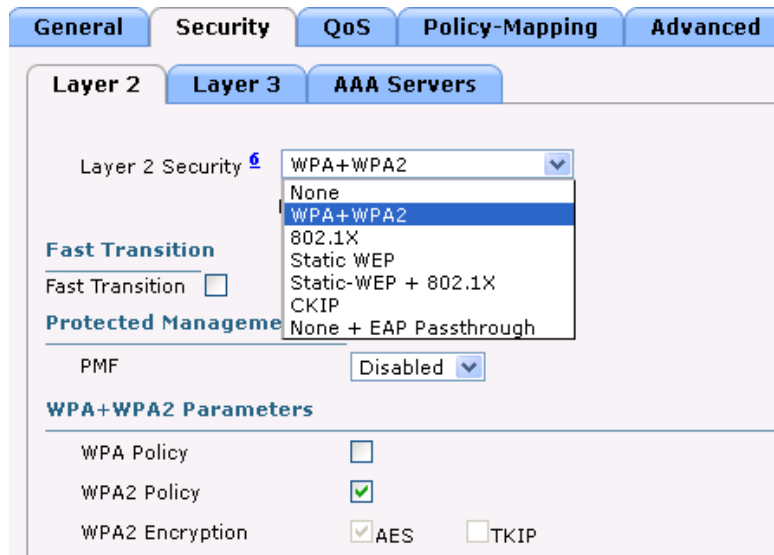 General Security QoS Policy-Mapping Advanced
Layer 2 Layer 3 AAA Servers
Layer 2 Security 6 WPA+WPA2
None
WPA+WPA2
802.1X
Static WEP
Static-WEP + 802.1X
CKIP
None + EAP Passthrough
Fast Transition
Fast Transition
Protected Manageme
PMF Disabled
WPA+WPA2 Parameters
WPA Policy
WPA2 Policy
WPA2 Encryption AES TKIP